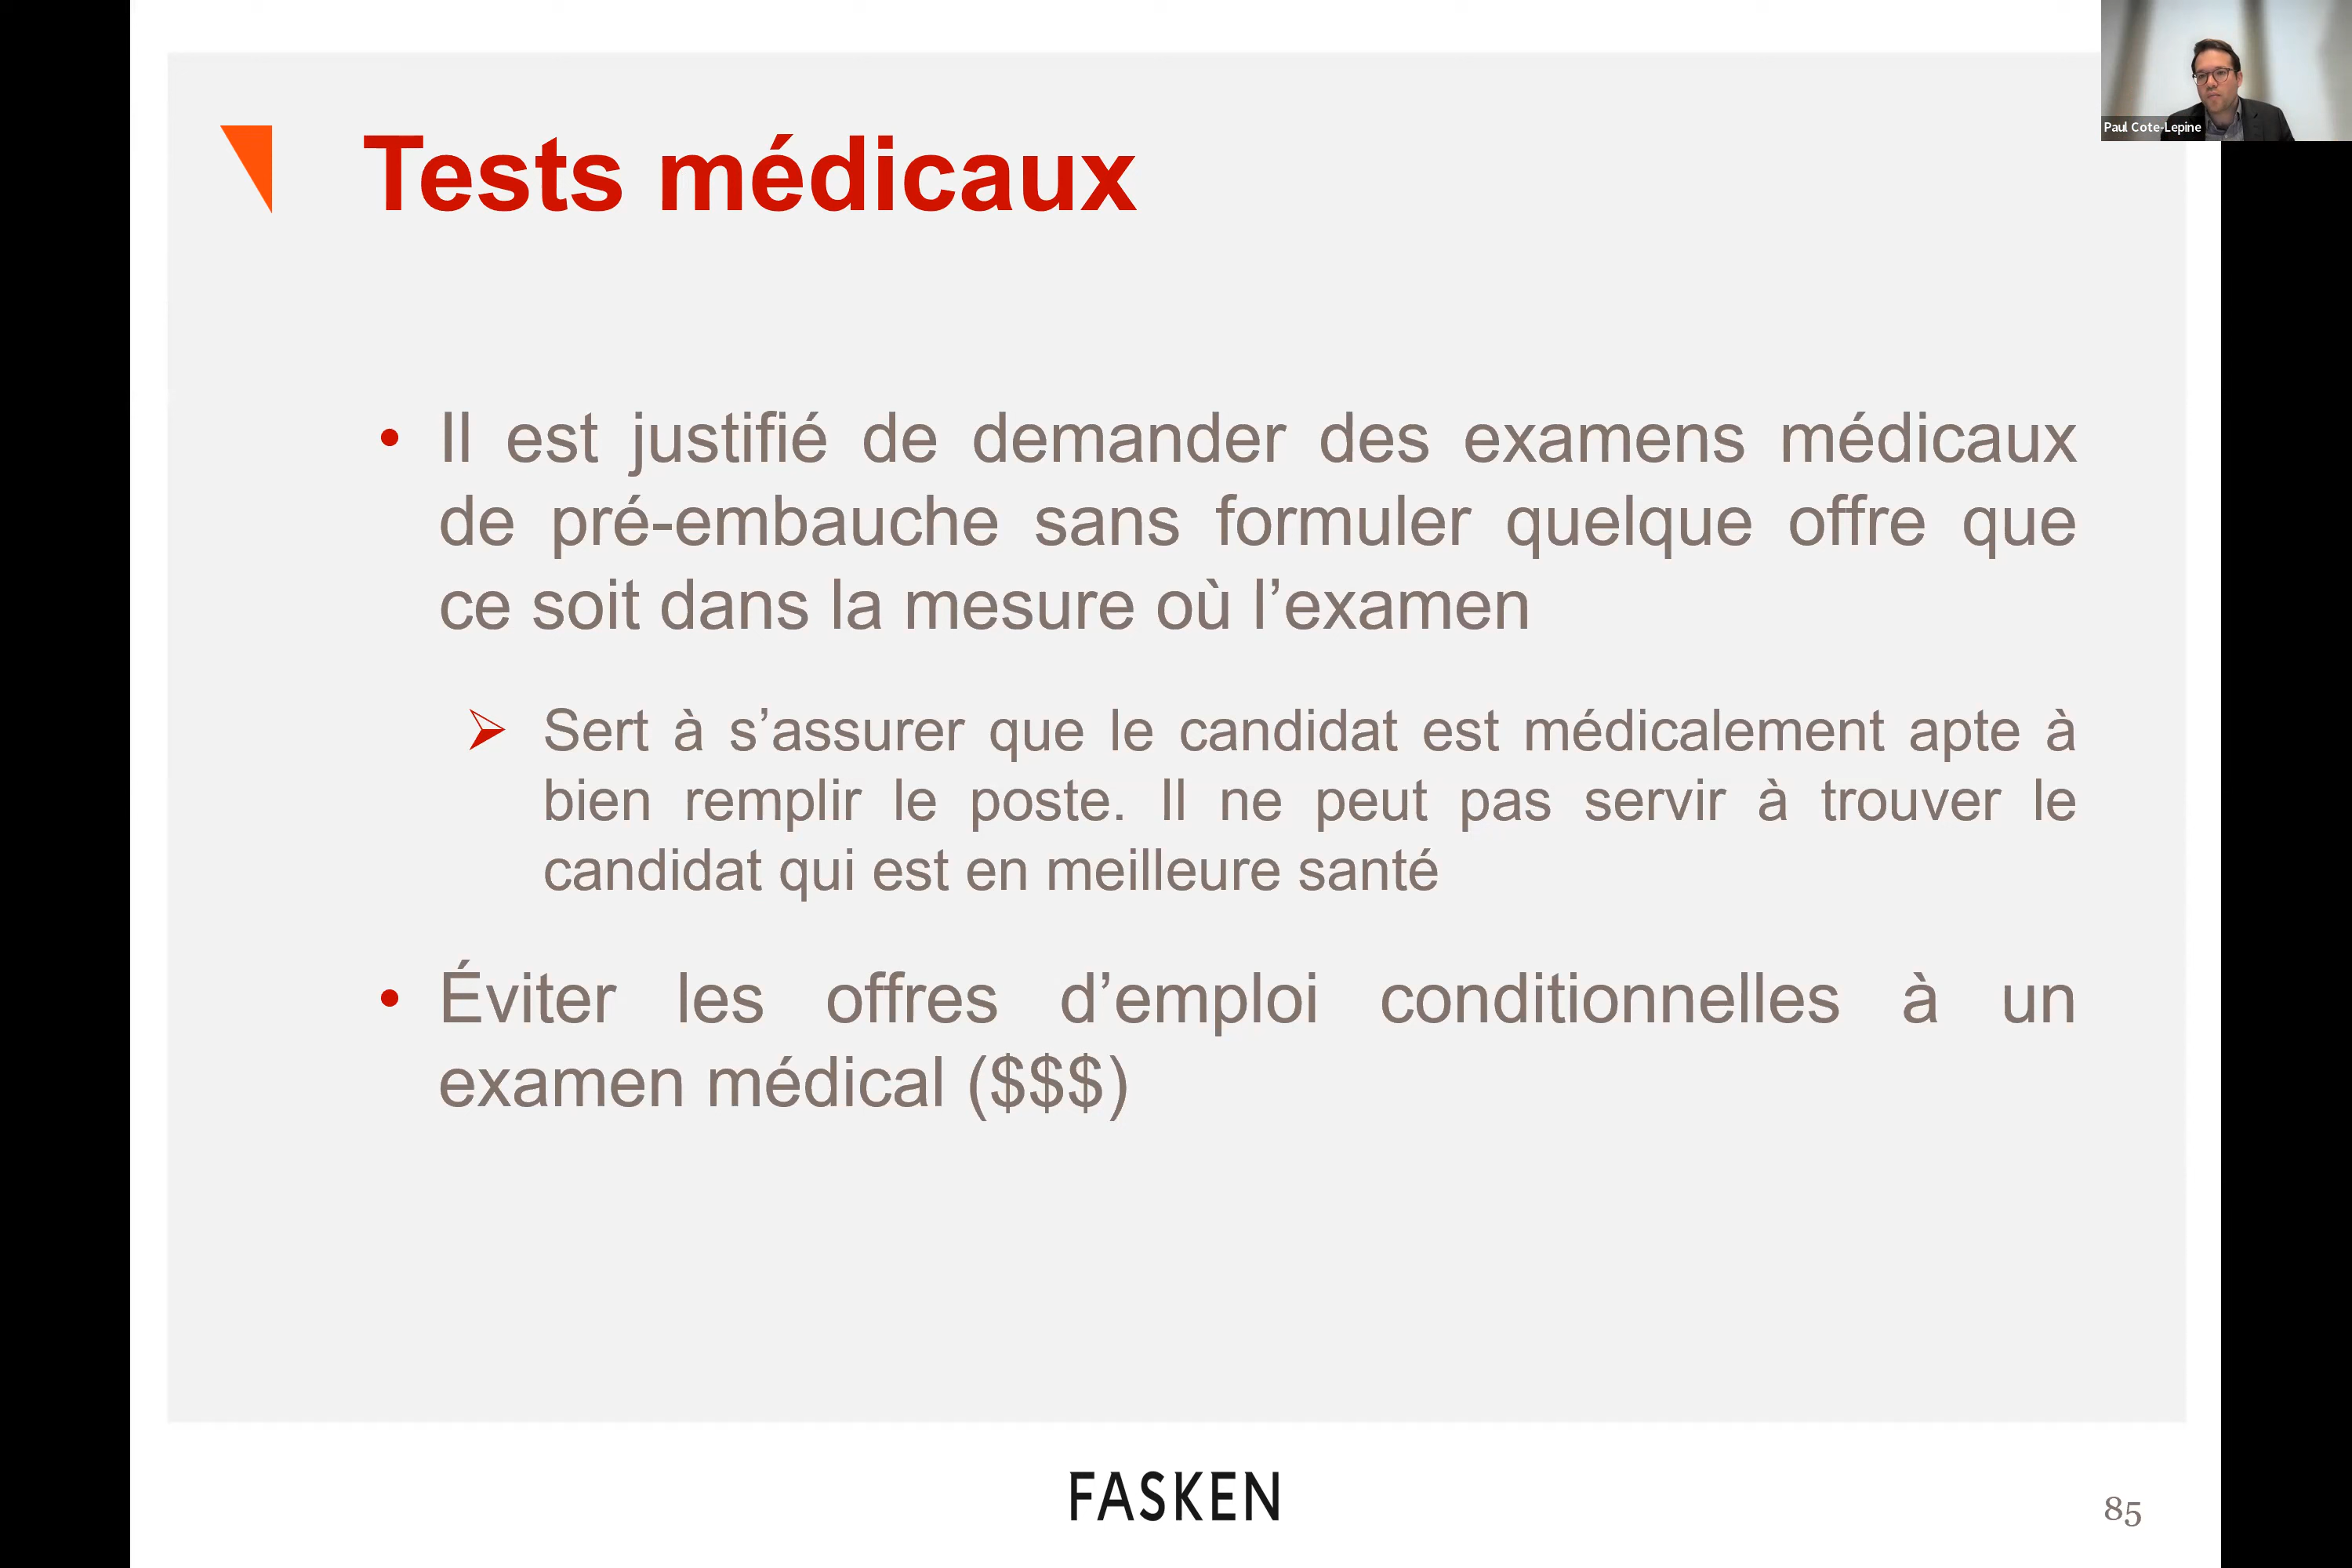 Paul Cote-Lepine
Tests médicaux
• Il est justifié de demander des examens médicaux
de pré-embauche sans formuler quelque offre que
ce soit dans la mesure où l’examen
➢ Sert à s’assurer que le candidat est médicalement apte à
bien remplir le poste. Il ne peut pas servir à trouver le
candidat qui est en meilleure santé
• Éviter les offres d’emploi conditionnelles à un
examen médical ($$$)
FASKEN
85